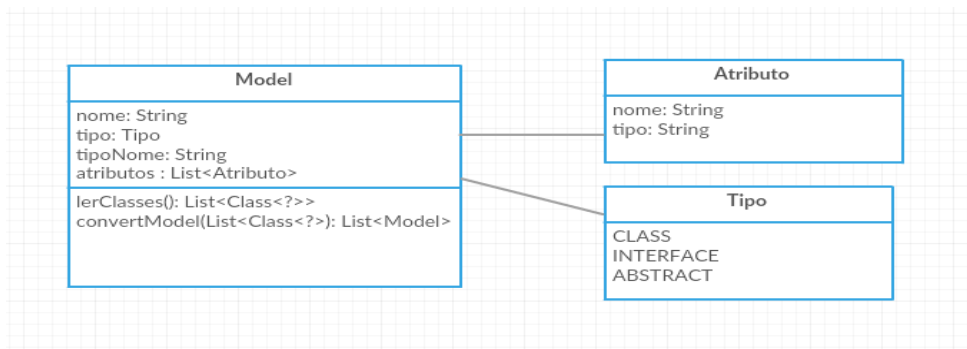 Model
nome: String
tipo: Tipo
tipoNome: String
atributos : List<Atributo>
lerClasses(): List<Class<?>>
convertModel(List<Class<?>): List<Model>
Atributo
nome: String
tipo: String
Tipo
CLASS
INTERFACE
ABSTRACT